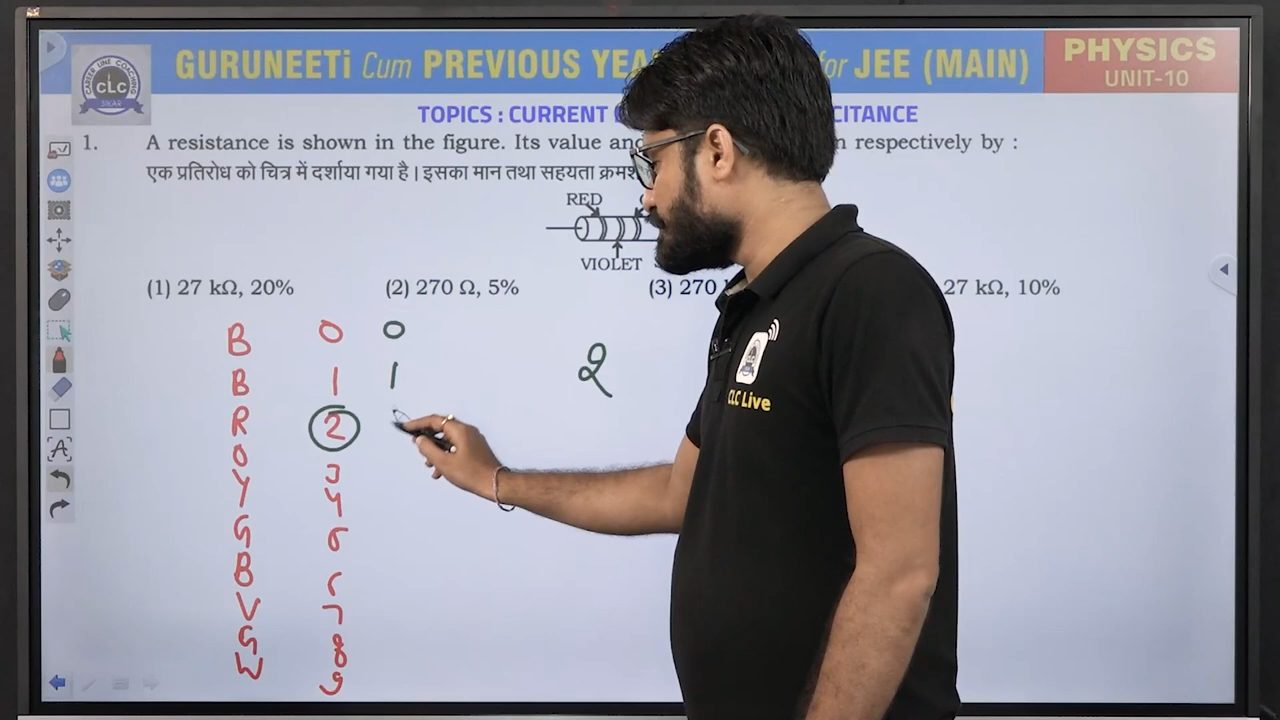 GURUNEETi Cum PREVIOUS YEA for JEE (MAIN)
PHYSICS
UNIT-10
CAREER LINE COACHING
CLC
SIKAR
TOPICS : CURRENT CITANCE
1. A resistance is shown in the figure. Its value and n respectively by :
एक प्रतिरोध को चित्र में दर्शाया गया है। इसका मान तथा सहयता क्रमश
RED
VIOLET
(1) 27 kΩ, 20% (2) 270 Ω, 5% (3) 270 27 kΩ, 10%
B 0 0
B 1 1
R 2
O 3
Y 4
G 5
B 6
V 7
G 8
W 9
2
CLC Live
A